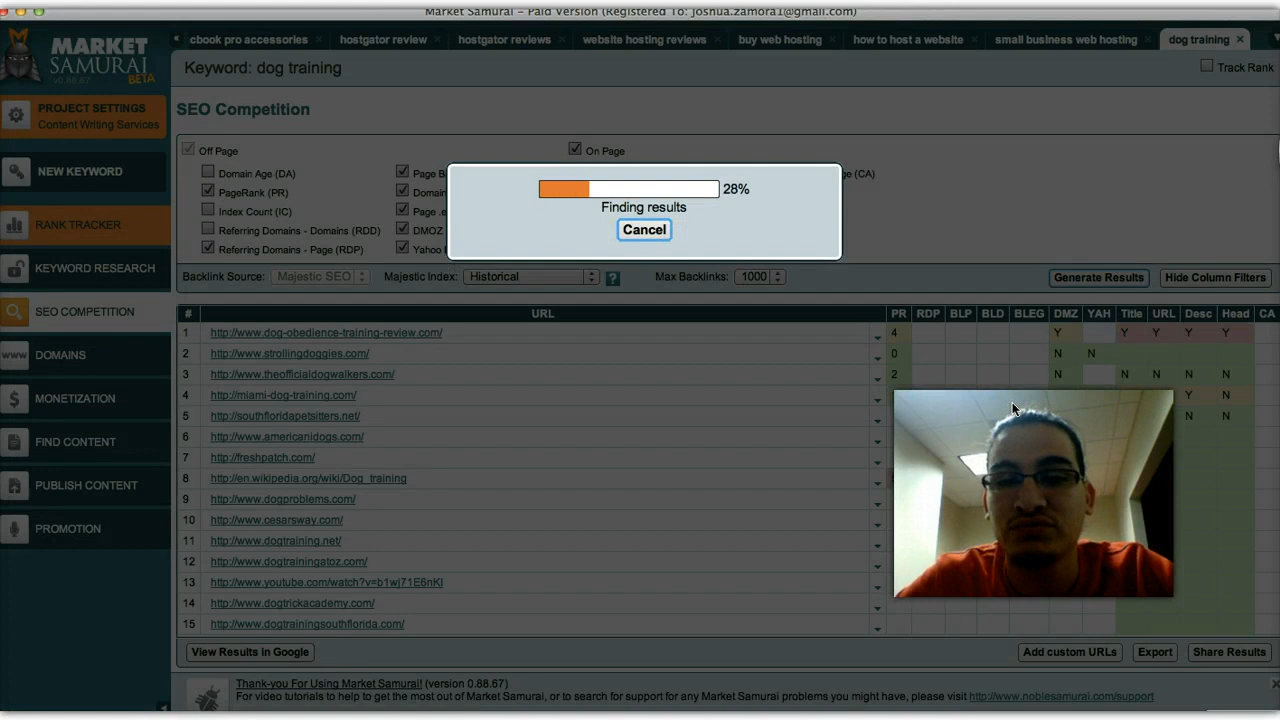 Market Samurai – Paid Version (Registered To: joshua.zamora1@gmail.com)
cbook pro accessories
hostgator review
hostgator reviews
website hosting reviews
buy web hosting
how to host a website
small business web hosting
dog training
MARKET
SAMURAI
v0.88.67 BETA
Keyword: dog training
Track Rank
PROJECT SETTINGS
Content Writing Services
NEW KEYWORD
RANK TRACKER
KEYWORD RESEARCH
SEO COMPETITION
DOMAINS
MONETIZATION
FIND CONTENT
PUBLISH CONTENT
PROMOTION
www
SEO Competition
Off Page
On Page
Domain Age (DA)
Page B
(CA)
PageRank (PR)
Domain
Index Count (IC)
Page .e
Referring Domains - Domains (RDD)
DMOZ
Referring Domains - Page (RDP)
Yahoo
28%
Finding results
Cancel
Backlink Source: Majestic SEO Majestic Index: Historical ? Max Backlinks: 1000 Generate Results Hide Column Filters
# URL PR RDP BLP BLD BLEG DMZ YAH Title URL Desc Head CA
1 http://www.dog-obedience-training-review.com/ 4 Y Y Y Y Y
2 http://www.strollingdoggies.com/ 0 N N
3 http://www.theofficialdogwalkers.com/ 2 N N N N N
4 http://miami-dog-training.com/ Y N
5 http://southfloridapetsitters.net/ N N
6 http://www.americanidogs.com/
7 http://freshpatch.com/
8 http://en.wikipedia.org/wiki/Dog_training
9 http://www.dogproblems.com/
10 http://www.cesarsway.com/
11 http://www.dogtraining.net/
12 http://www.dogtrainingatoz.com/
13 http://www.youtube.com/watch?v=b1wj71E6nKI
14 http://www.dogtrickacademy.com/
15 http://www.dogtrainingsouthflorida.com/
View Results in Google
Add custom URLs
Export
Share Results
Thank-you For Using Market Samurai! (version 0.88.67)
For video tutorials to help to get the most out of Market Samurai, or to search for support for any Market Samurai problems you might have, please visit http://www.noblesamurai.com/support